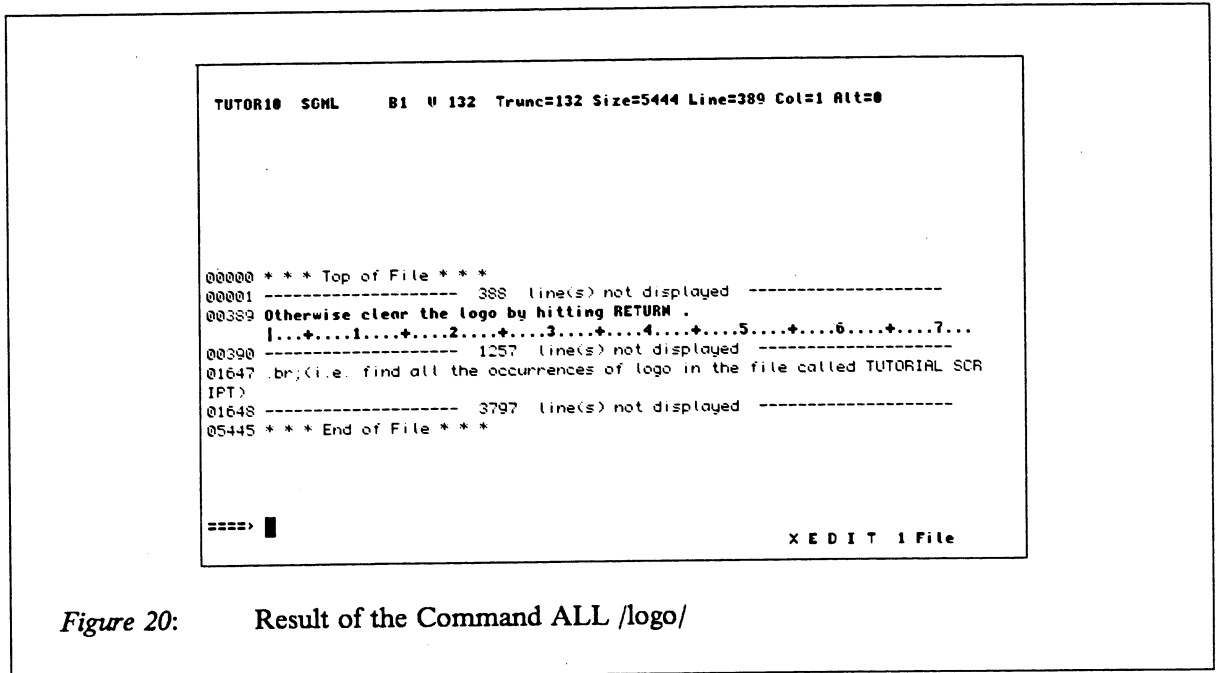 TUTOR10 SGML B1 V 132 Trunc=132 Size=5444 Line=389 Col=1 Alt=0
00000 * * * Top of File * * *
00001 -------------------- 388 line(s) not displayed --------------------
00389 Otherwise clear the logo by hitting RETURN .
|...+....1....+....2....+....3....+....4....+....5....+....6....+....7...
00390 -------------------- 1257 line(s) not displayed --------------------
01647 .br;(i.e. find all the occurrences of logo in the file called TUTORIAL SCR
IPT)
01648 -------------------- 3797 line(s) not displayed --------------------
05445 * * * End of File * * *
====>
X E D I T 1 File
Figure 20: Result of the Command ALL /logo/